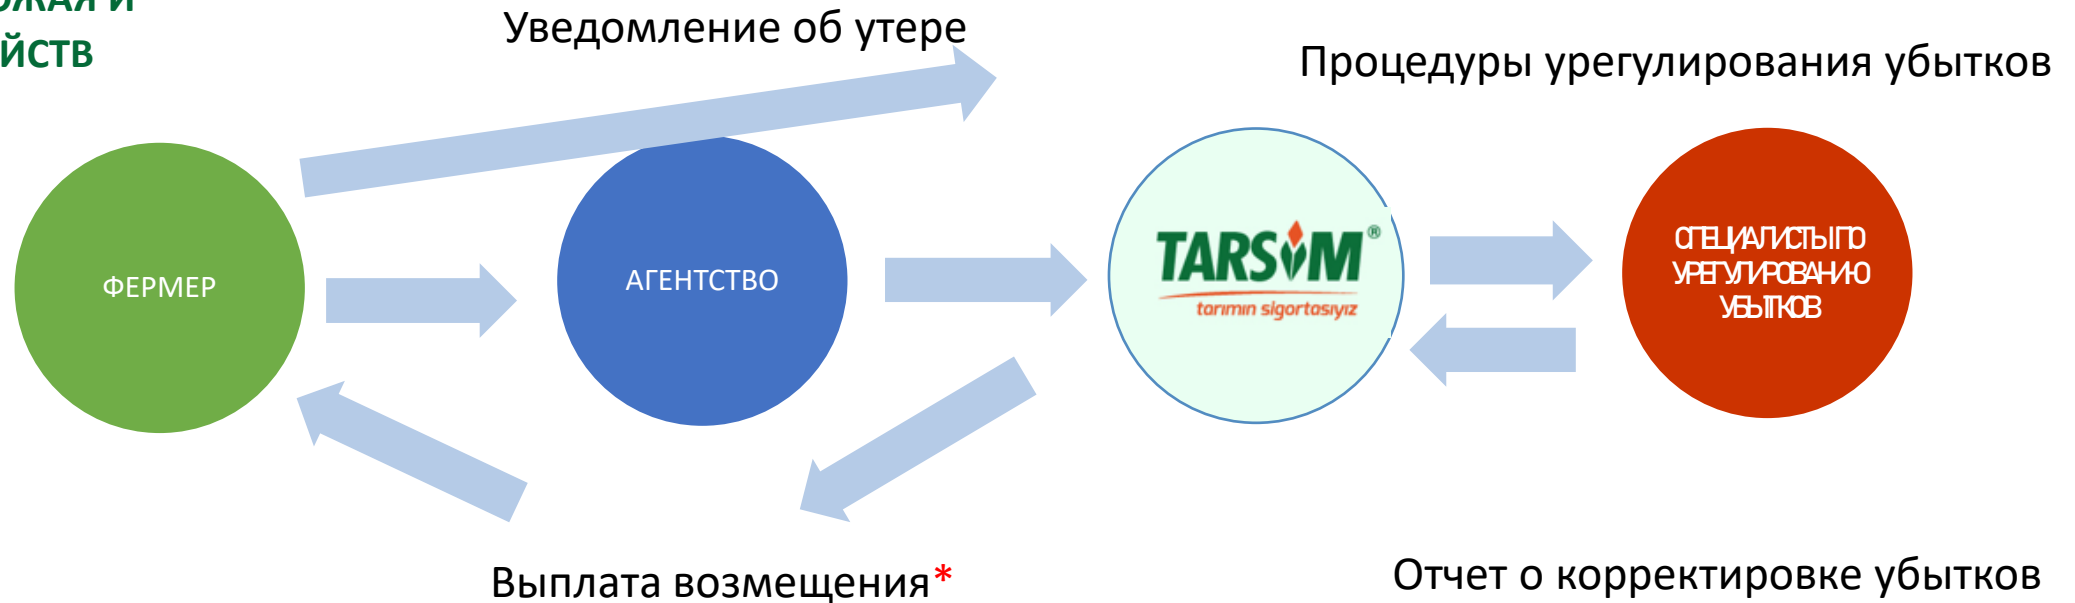 ЙСТВ
Уведомление об утере
Процедуры урегулирования убытков
ФЕРМЕР
АГЕНТСТВО
TARSİM®
tarımın sigortasıyız
СПЕЦИАЛИСТЫ ПО
УРЕГУЛИРОВАНИЮ
УБЫТКОВ
Выплата возмещения*
Отчет о корректировке убытков